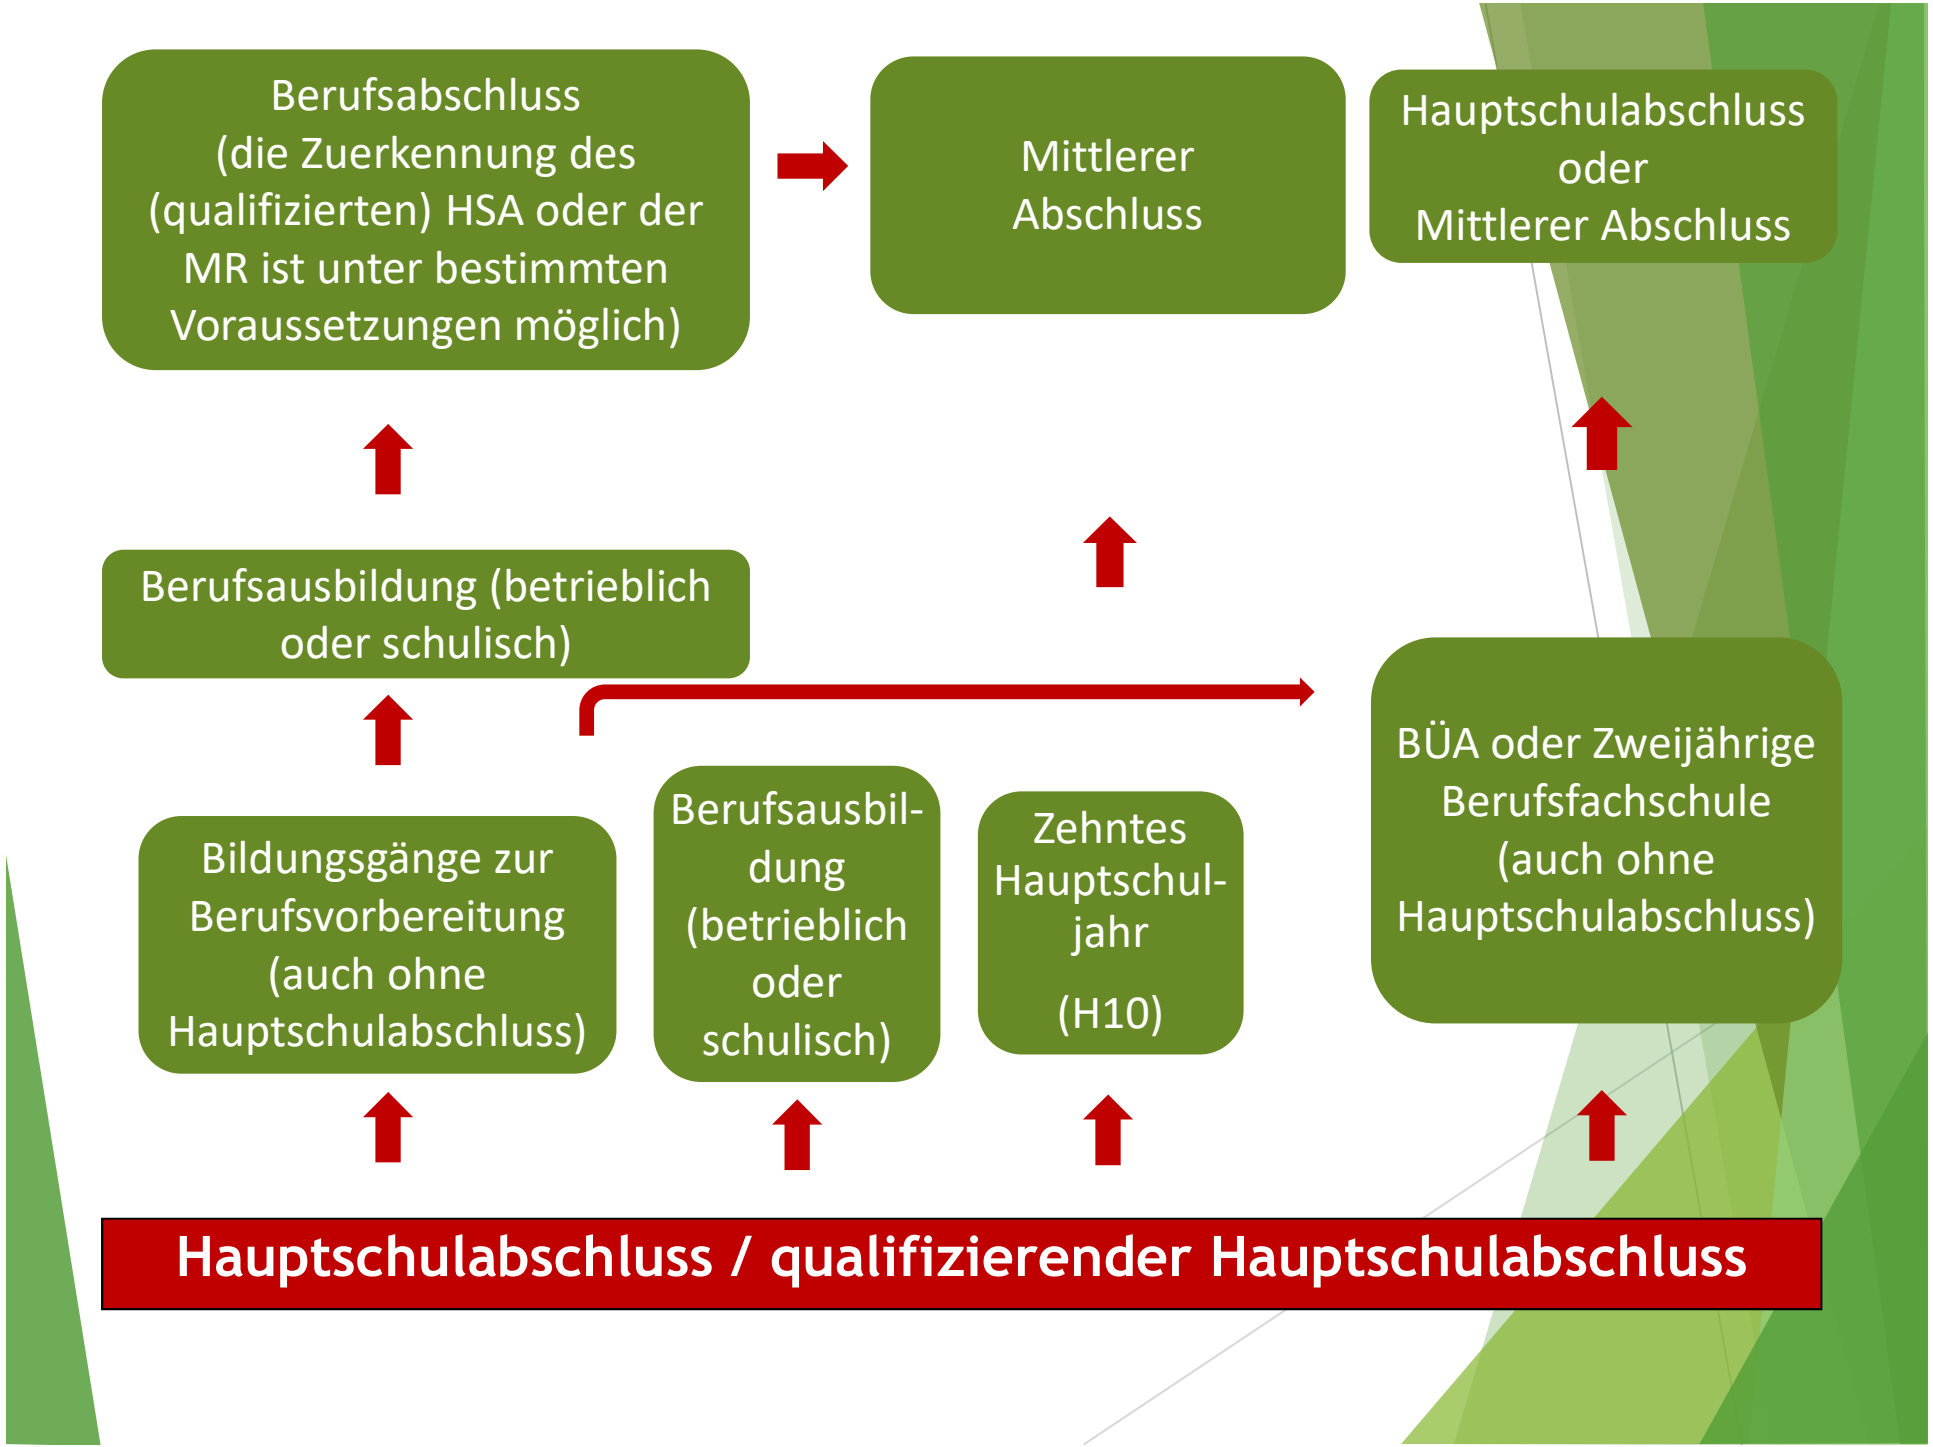 Berufsabschluss
(die Zuerkennung des
(qualifizierten) HSA oder der
MR ist unter bestimmten
Voraussetzungen möglich)
Mittlerer
Abschluss
Hauptschulabschluss
oder
Mittlerer Abschluss
Berufsausbildung (betrieblich
oder schulisch)
Bildungsgänge zur
Berufsvorbereitung
(auch ohne
Hauptschulabschluss)
Berufsausbil-
dung
(betrieblich
oder
schulisch)
Zehntes
Hauptschul-
jahr
(H10)
BÜA oder Zweijährige
Berufsfachschule
(auch ohne
Hauptschulabschluss)
Hauptschulabschluss / qualifizierender Hauptschulabschluss